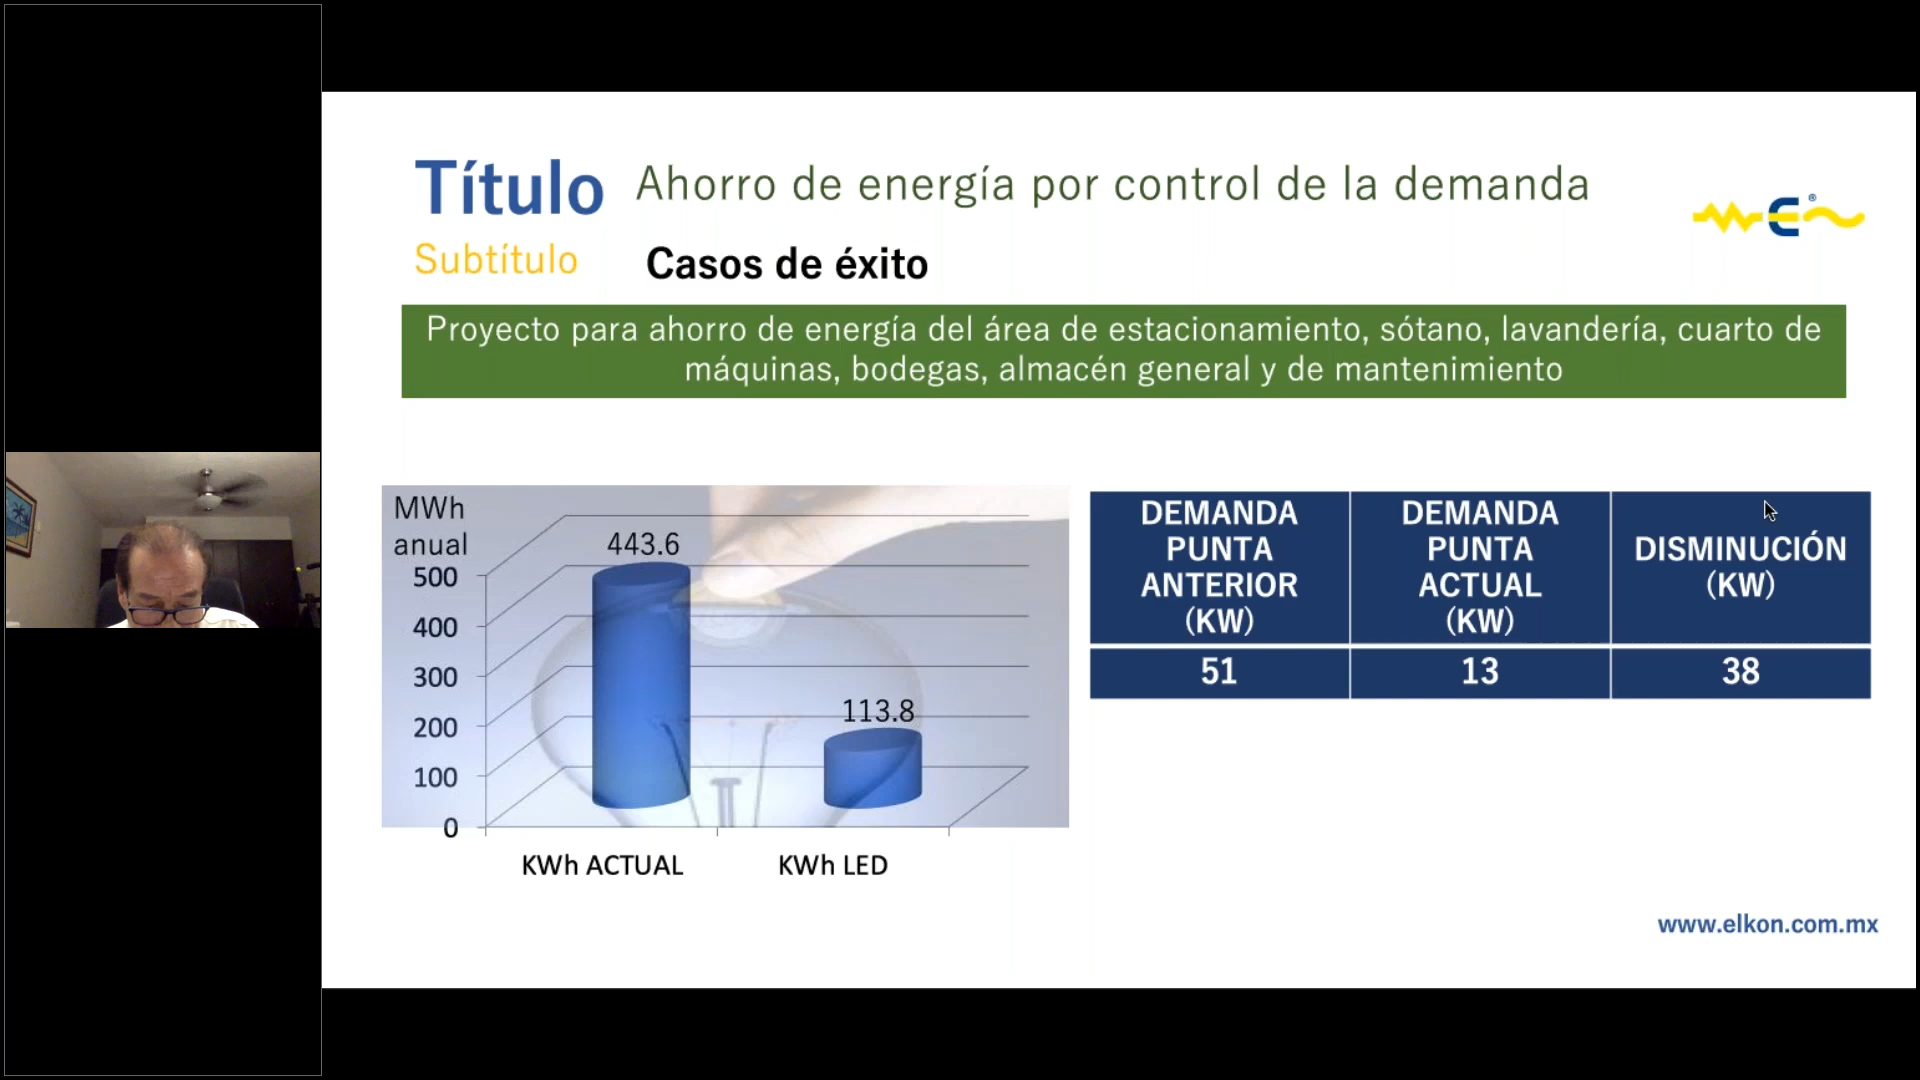 Título Ahorro de energía por control de la demanda
Subtítulo Casos de éxito
E®
Proyecto para ahorro de energía del área de estacionamiento, sótano, lavandería, cuarto de
máquinas, bodegas, almacén general y de mantenimiento
MWh
anual
500
400
300
200
100
0
443.6
113.8
KWh ACTUAL
KWh LED
DEMANDA
PUNTA
ANTERIOR
(KW)
DEMANDA
PUNTA
ACTUAL
(KW)
DISMINUCIÓN
(KW)
51
13
38
www.elkon.com.mx